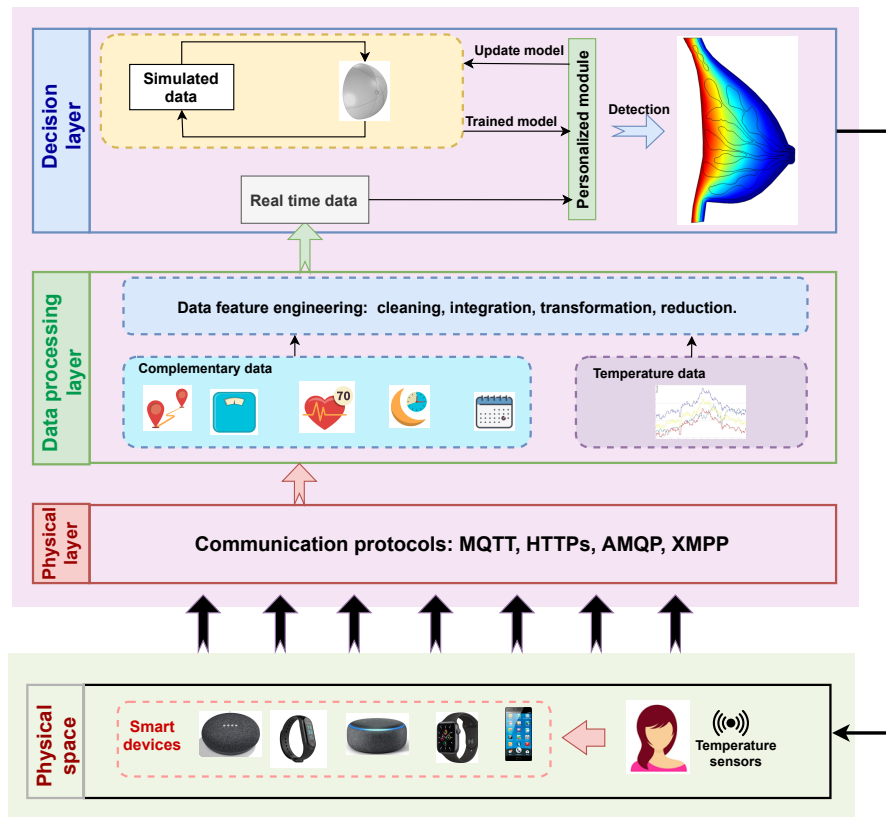 Decision
layer
Simulated
data
Update model
Trained model
Personalized module
Detection
Real time data
Data processing
layer
Data feature engineering:  cleaning, integration, transformation, reduction.
Complementary data
70
Temperature data
Physical
layer
Communication protocols: MQTT, HTTPs, AMQP, XMPP
Physical
space
Smart
devices
Temperature
sensors